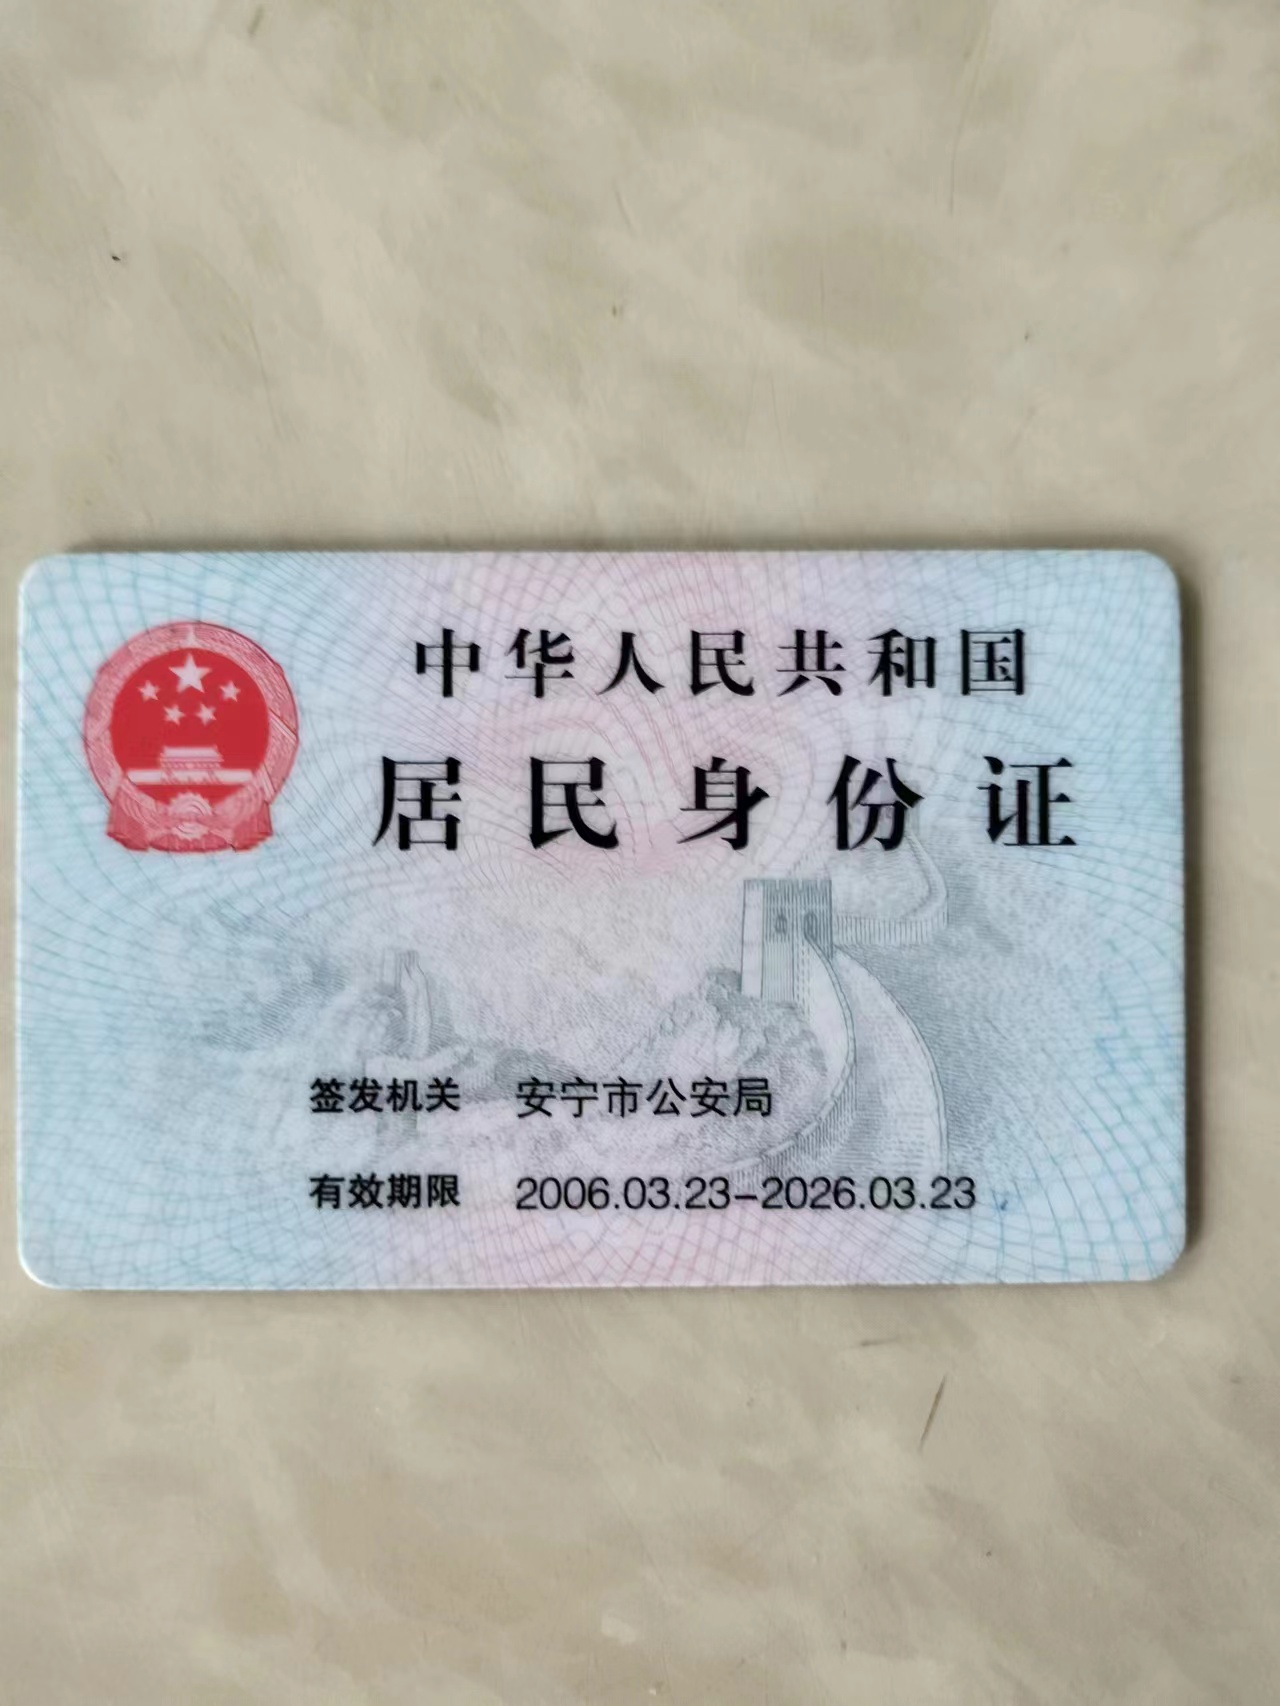 中华人民共和国
居民身份证
签发机关 安宁市公安局
有效期限 2006.03.23-2026.03.23